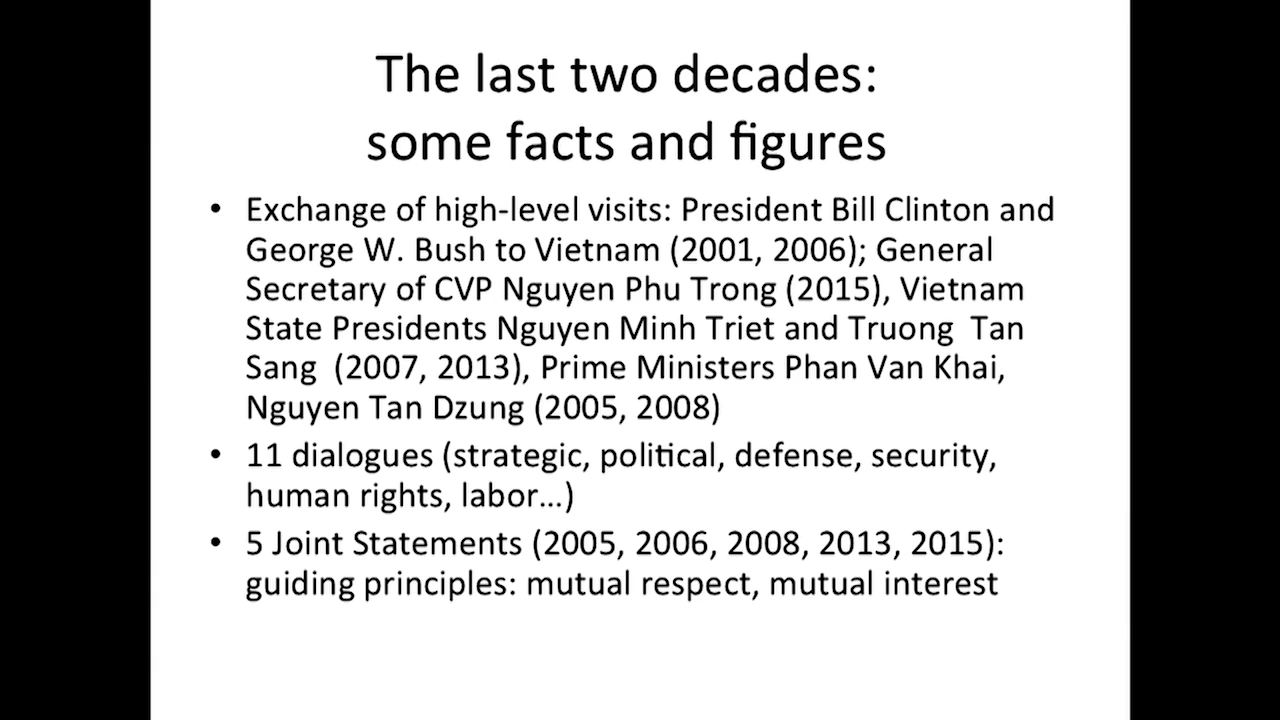 The last two decades:
some facts and figures
• Exchange of high-level visits: President Bill Clinton and
George W. Bush to Vietnam (2001, 2006); General
Secretary of CVP Nguyen Phu Trong (2015), Vietnam
State Presidents Nguyen Minh Triet and Truong  Tan
Sang  (2007, 2013), Prime Ministers Phan Van Khai,
Nguyen Tan Dzung (2005, 2008)
• 11 dialogues (strategic, political, defense, security,
human rights, labor...)
• 5 Joint Statements (2005, 2006, 2008, 2013, 2015):
guiding principles: mutual respect, mutual interest